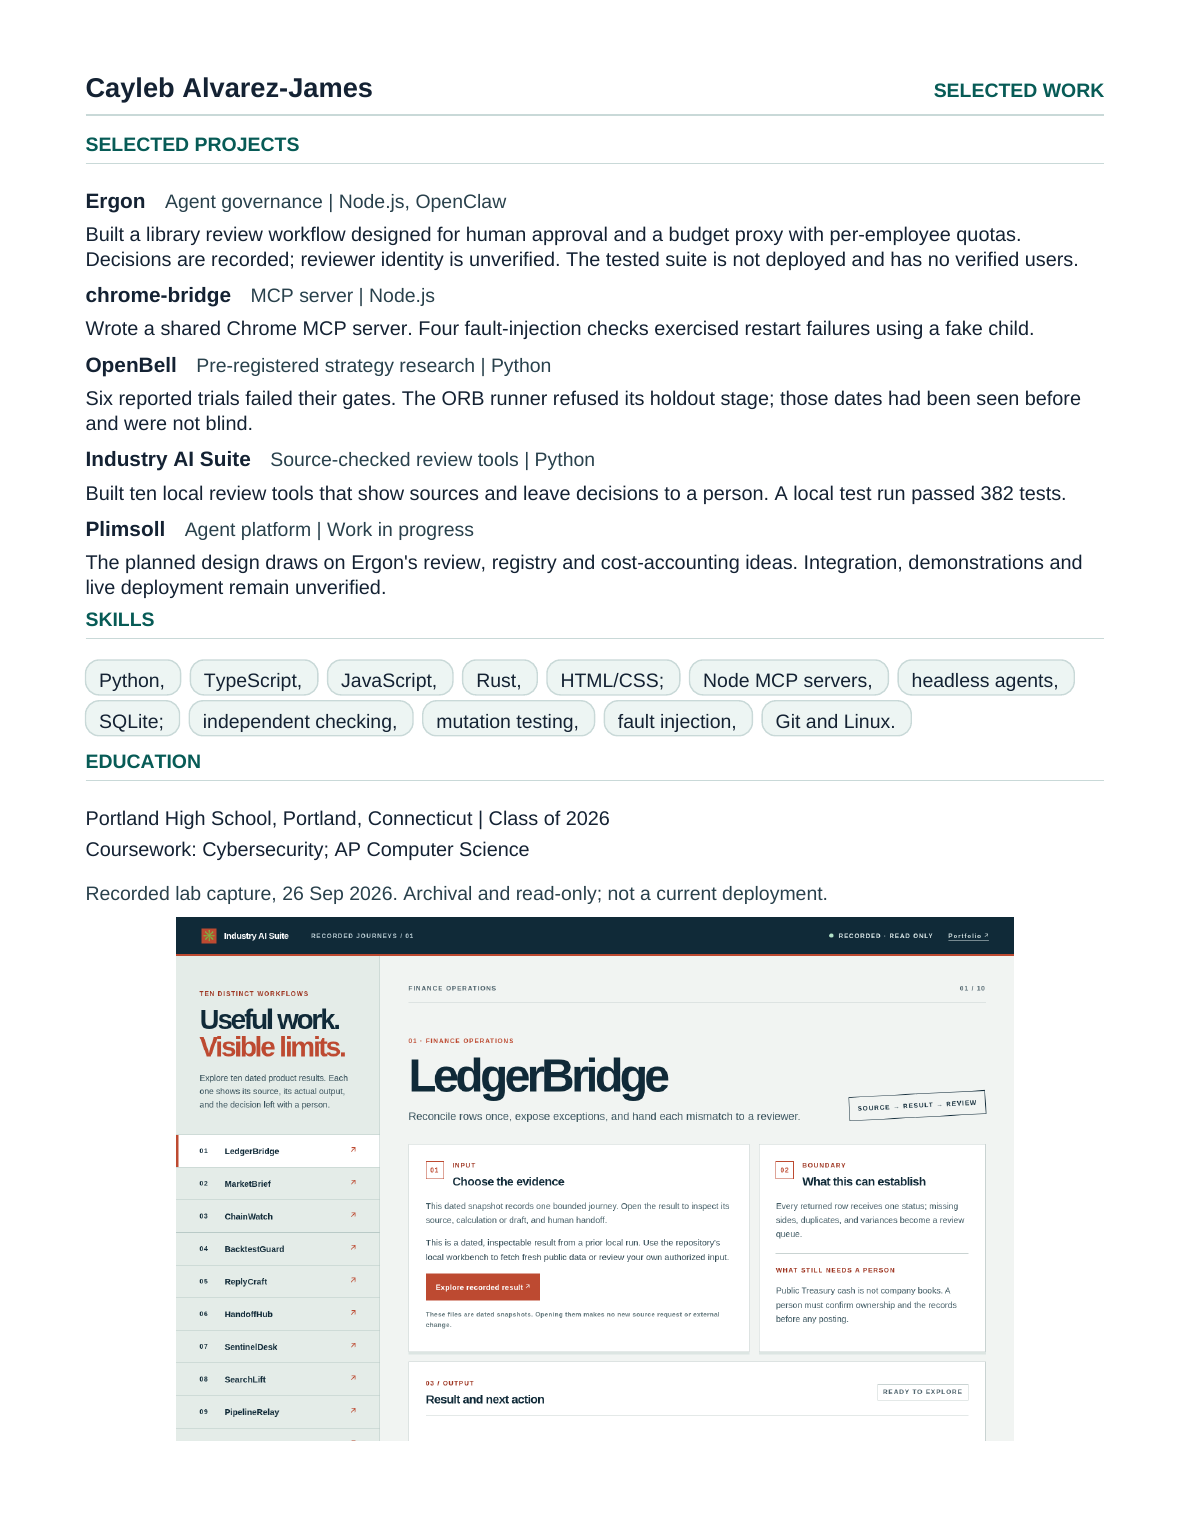 Cayleb Alvarez-James
SELECTED WORK
SELECTED PROJECTS
Ergon Agent governance | Node.js, OpenClaw
Built a library review workflow designed for human approval and a budget proxy with per-employee quotas.
Decisions are recorded; reviewer identity is unverified. The tested suite is not deployed and has no verified users.
chrome-bridge MCP server | Node.js
Wrote a shared Chrome MCP server. Four fault-injection checks exercised restart failures using a fake child.
OpenBell Pre-registered strategy research | Python
Six reported trials failed their gates. The ORB runner refused its holdout stage; those dates had been seen before
and were not blind.
Industry AI Suite Source-checked review tools | Python
Built ten local review tools that show sources and leave decisions to a person. A local test run passed 382 tests.
Plimsoll Agent platform | Work in progress
The planned design draws on Ergon's review, registry and cost-accounting ideas. Integration, demonstrations and
live deployment remain unverified.
SKILLS
Python, TypeScript, JavaScript, Rust, HTML/CSS; Node MCP servers, headless agents,
SQLite; independent checking, mutation testing, fault injection, Git and Linux.
EDUCATION
Portland High School, Portland, Connecticut | Class of 2026
Coursework: Cybersecurity; AP Computer Science
Recorded lab capture, 26 Sep 2026. Archival and read-only; not a current deployment.
Industry AI Suite RECORDED JOURNEYS / 01 RECORDED · READ ONLY Portfolio ↗
TEN DISTINCT WORKFLOWS
Useful work.
Visible limits.
Explore ten dated product results. Each
one shows its source, its actual output,
and the decision left with a person.
01 LedgerBridge ↗
02 MarketBrief ↗
03 ChainWatch ↗
04 BacktestGuard ↗
05 ReplyCraft ↗
06 HandoffHub ↗
07 SentinelDesk ↗
08 SearchLift ↗
09 PipelineRelay ↗
FINANCE OPERATIONS 01 / 10
01 · FINANCE OPERATIONS
LedgerBridge
Reconcile rows once, expose exceptions, and hand each mismatch to a reviewer.
SOURCE → RESULT → REVIEW
01 INPUT
Choose the evidence
This dated snapshot records one bounded journey. Open the result to inspect its
source, calculation or draft, and human handoff.
This is a dated, inspectable result from a prior local run. Use the repository's
local workbench to fetch fresh public data or review your own authorized input.
Explore recorded result ↗
These files are dated snapshots. Opening them makes no new source request or external
change.
02 BOUNDARY
What this can establish
Every returned row receives one status; missing
sides, duplicates, and variances become a review
queue.
WHAT STILL NEEDS A PERSON
Public Treasury cash is not company books. A
person must confirm ownership and the records
before any posting.
03 / OUTPUT
Result and next action
READY TO EXPLORE